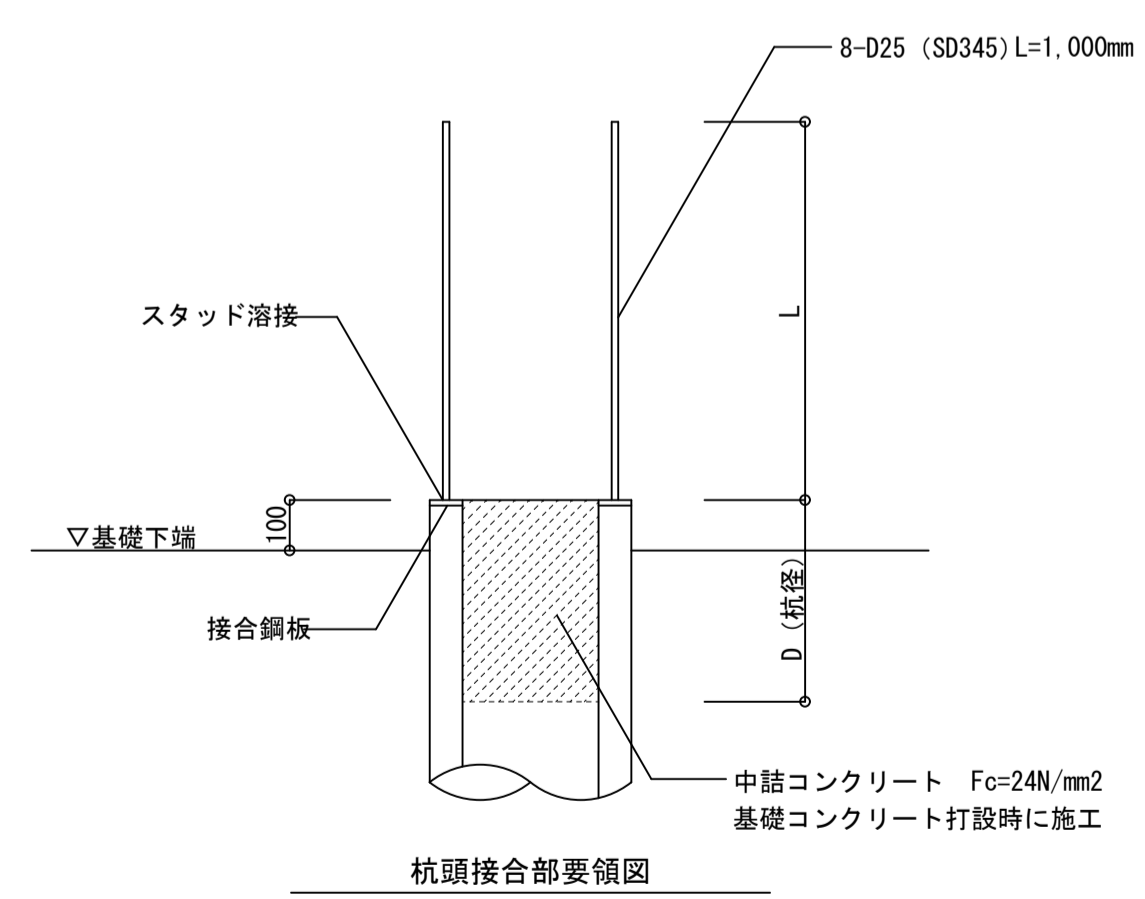 8-D25 (SD345) L=1,000mm
スタッド溶接
L
100
▽基礎下端
D (杭径)
接合鋼板
中詰コンクリート Fc=24N/mm2
基礎コンクリート打設時に施工
杭頭接合部要領図